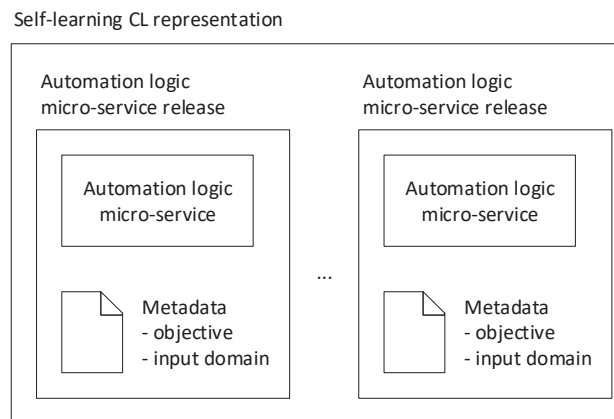 Self-learning CL representation
Automation logic
micro-service release
Automation logic
micro-service
Metadata
- objective
- input domain
...
Automation logic
micro-service release
Automation logic
micro-service
Metadata
- objective
- input domain